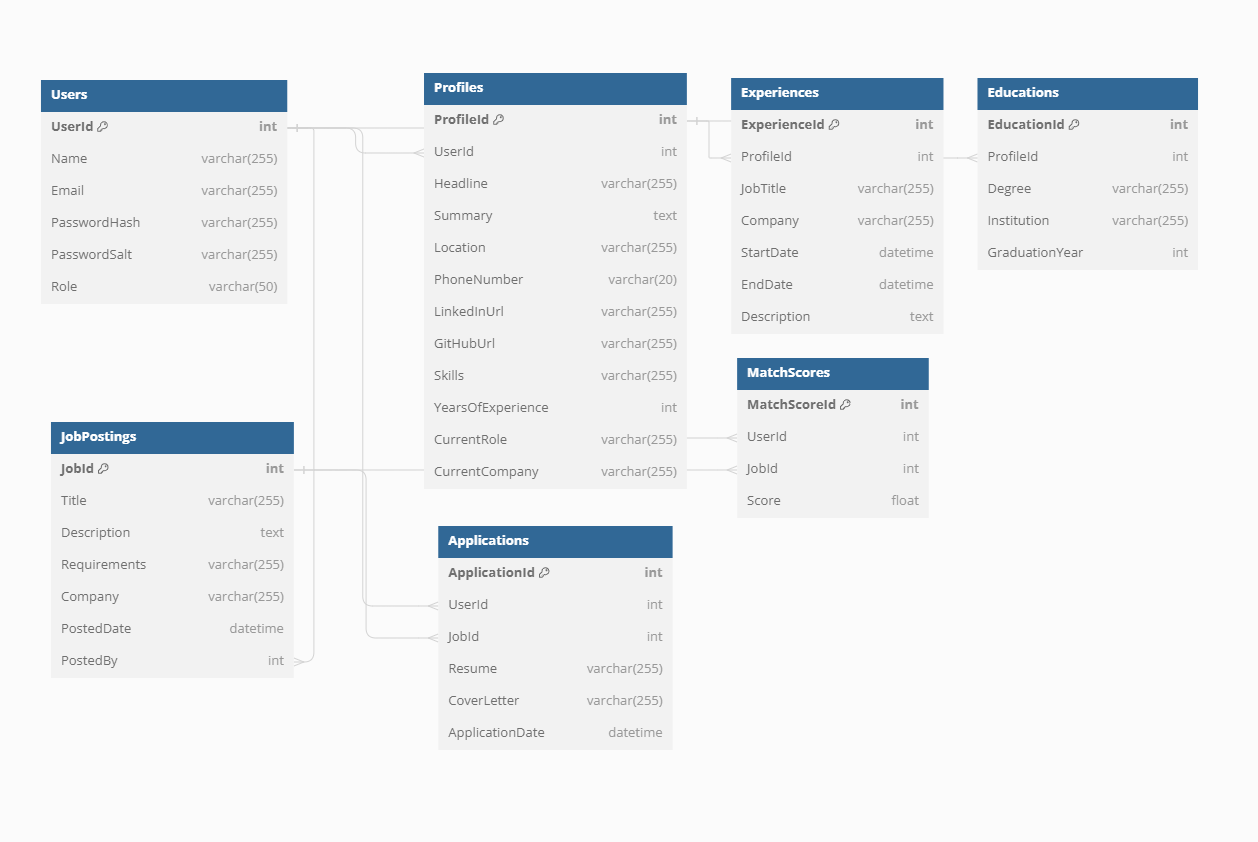 Users
UserId int
Name varchar(255)
Email varchar(255)
PasswordHash varchar(255)
PasswordSalt varchar(255)
Role varchar(50)
Profiles
ProfileId int
UserId int
Headline varchar(255)
Summary text
Location varchar(255)
PhoneNumber varchar(20)
LinkedInUrl varchar(255)
GitHubUrl varchar(255)
Skills varchar(255)
YearsOfExperience int
CurrentRole varchar(255)
CurrentCompany varchar(255)
Experiences
ExperienceId int
ProfileId int
JobTitle varchar(255)
Company varchar(255)
StartDate datetime
EndDate datetime
Description text
Educations
EducationId int
ProfileId int
Degree varchar(255)
Institution varchar(255)
GraduationYear int
MatchScores
MatchScoreId int
UserId int
JobId int
Score float
JobPostings
JobId int
Title varchar(255)
Description text
Requirements varchar(255)
Company varchar(255)
PostedDate datetime
PostedBy int
Applications
ApplicationId int
UserId int
JobId int
Resume varchar(255)
CoverLetter varchar(255)
ApplicationDate datetime